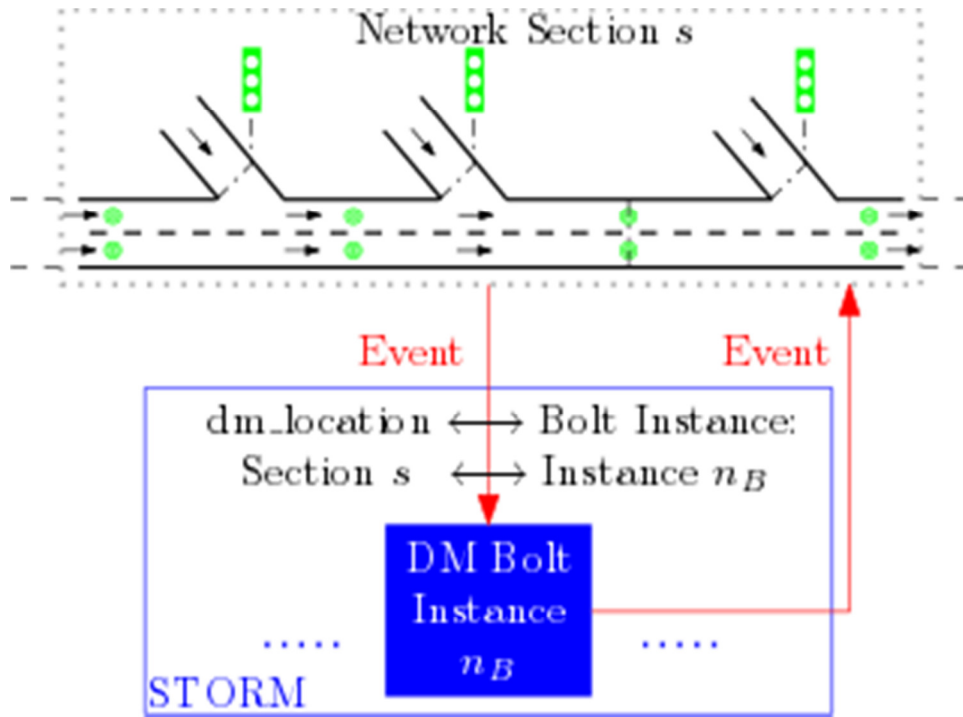 Network Section s
Event
Event
dm_location ⟷ Bolt Instance:
Section s ⟷ Instance n_B
DM Bolt
Instance
n_B
.....
.....
STORM